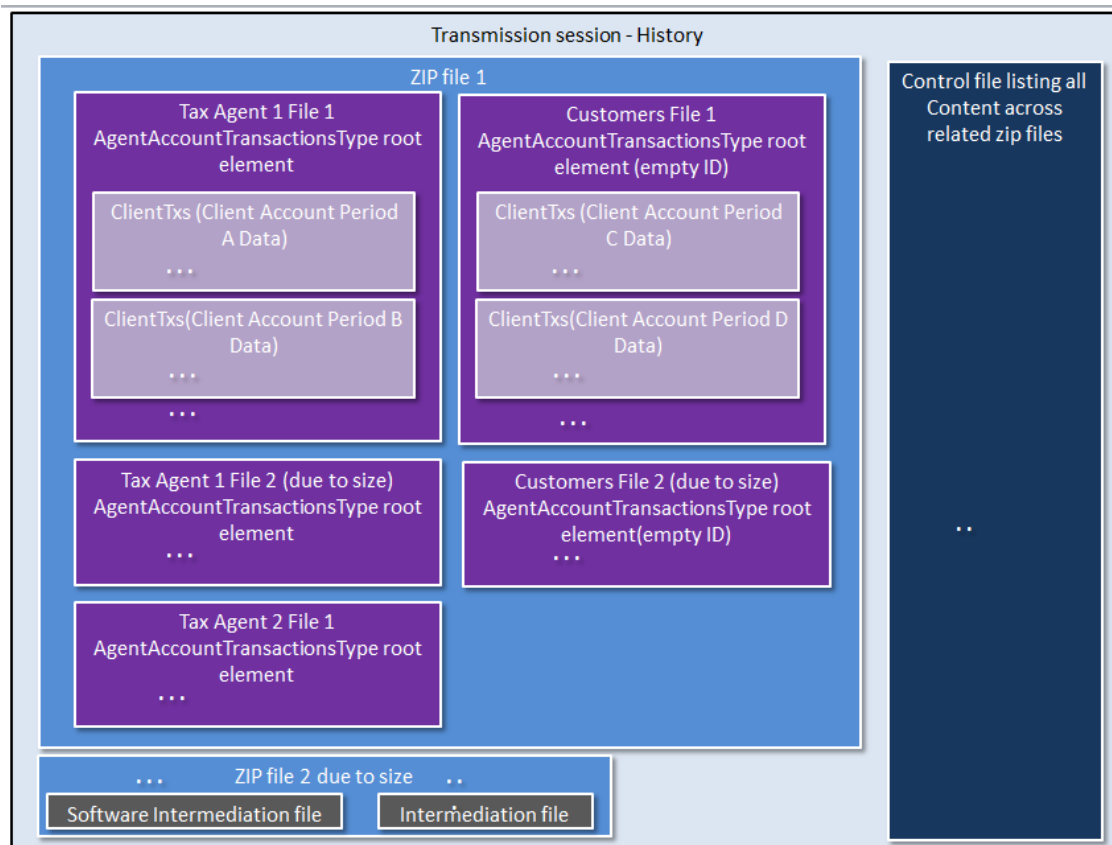 Transmission session - History
ZIP file 1
Tax Agent 1 File 1
AgentAccountTransactionsType root
element
ClientTxs (Client Account Period
A Data)
...
ClientTxs(Client Account Period B
Data)
...
...
Customers File 1
AgentAccountTransactionsType root
element (empty ID)
ClientTxs (Client Account Period
C Data)
...
ClientTxs(Client Account Period D
Data)
...
...
Tax Agent 1 File 2 (due to size)
AgentAccountTransactionsType root
element
...
Customers File 2 (due to size)
AgentAccountTransactionsType root
element(empty ID)
...
Tax Agent 2 File 1
AgentAccountTransactionsType root
element
...
... ZIP file 2 due to size ..
Software Intermediation file
Intermediation file
Control file listing all
Content across
related zip files
..